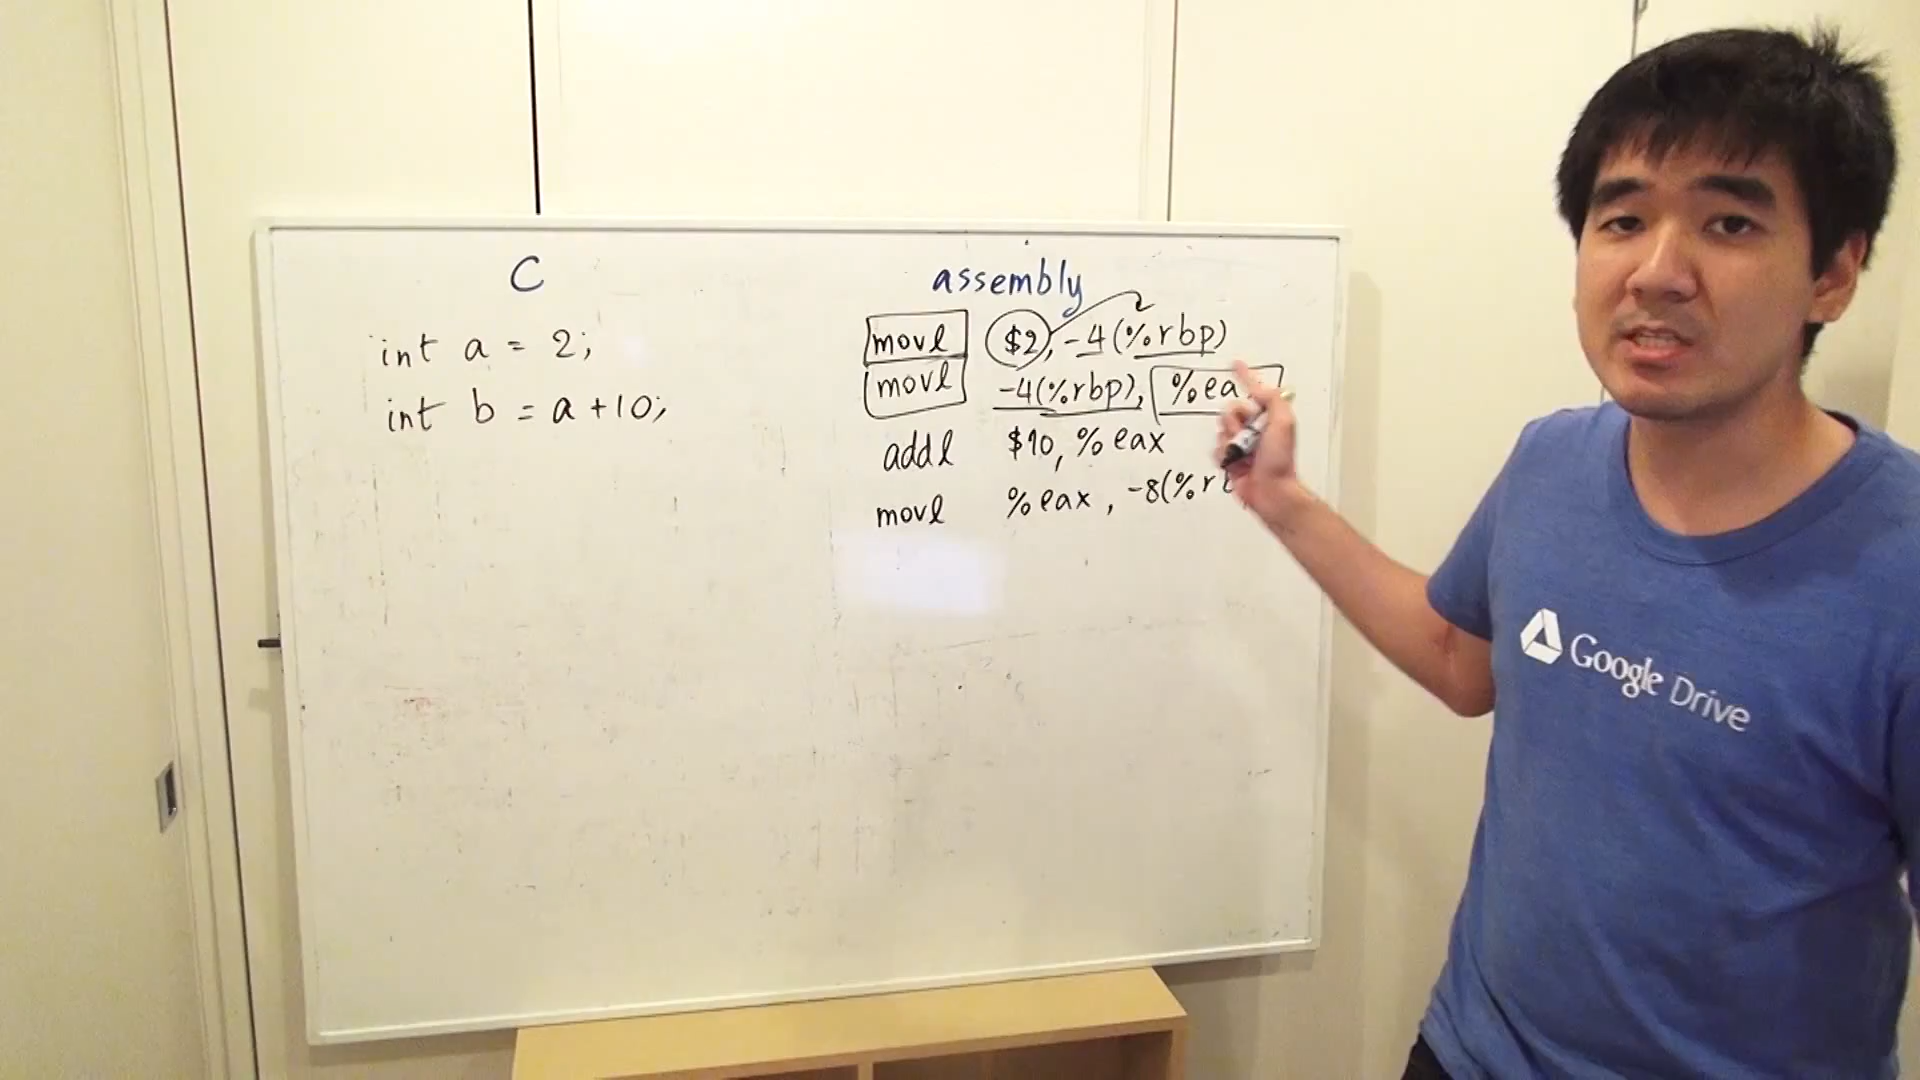 C
int a = 2;
int b = a + 10;
assembly
movl $2, -4(%rbp)
movl -4(%rbp), %ea
addl $10, %eax
movl %eax, -8(%r
Google Drive